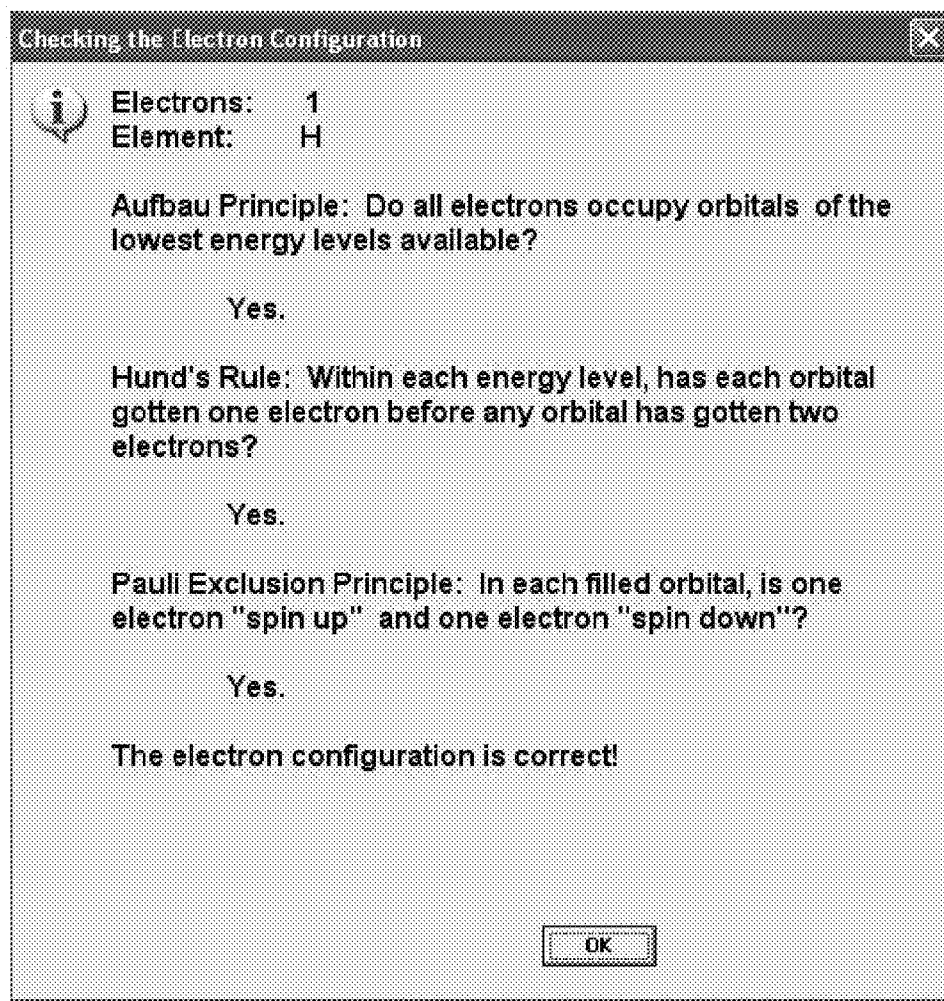 Checking the Electron Configuration
Electrons: 1
Element: H
Aufbau Principle: Do all electrons occupy orbitals of the
lowest energy levels available?
Yes.
Hund's Rule: Within each energy level, has each orbital
gotten one electron before any orbital has gotten two
electrons?
Yes.
Pauli Exclusion Principle: In each filled orbital, is one
electron "spin up" and one electron "spin down"?
Yes.
The electron configuration is correct!
OK